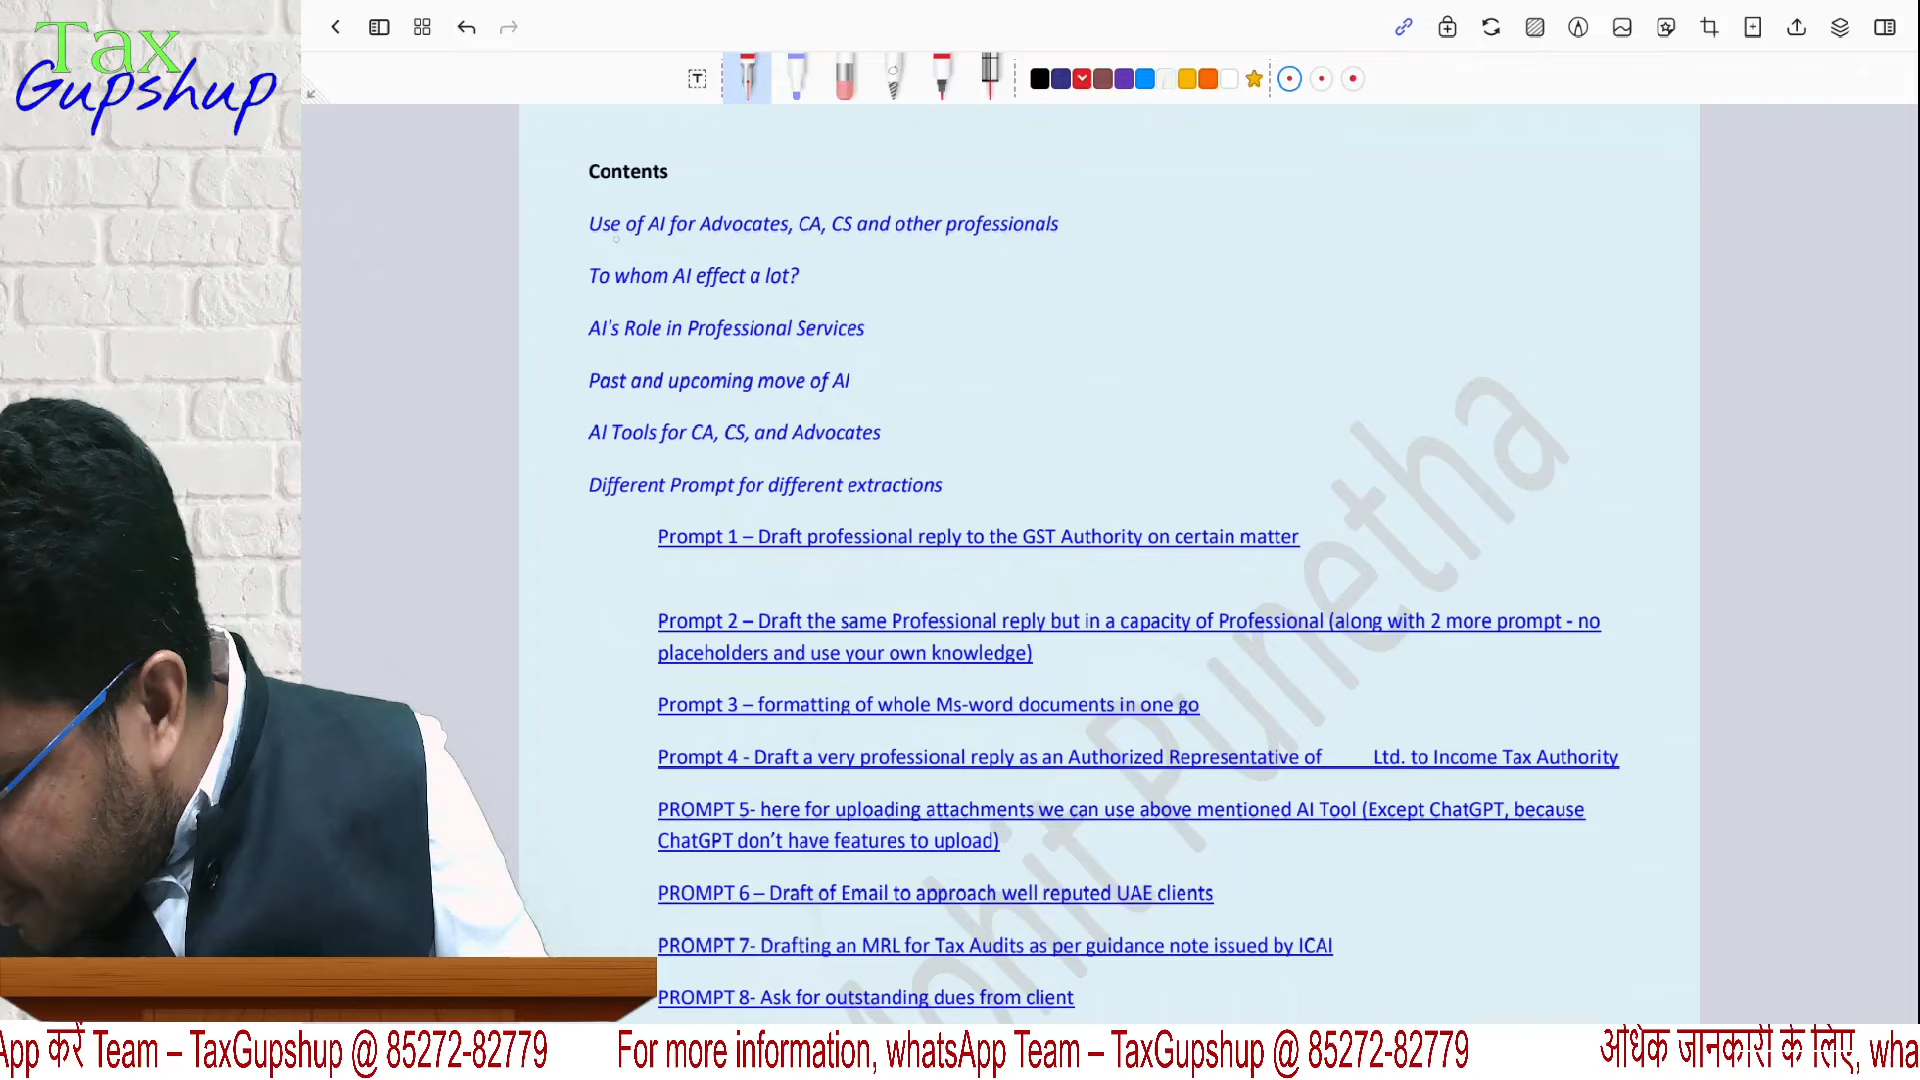 Tax
Gupshup
Contents
Use of AI for Advocates, CA, CS and other professionals
To whom AI effect a lot?
AI's Role in Professional Services
Past and upcoming move of AI
AI Tools for CA, CS, and Advocates
Different Prompt for different extractions
Prompt 1 – Draft professional reply to the GST Authority on certain matter
Prompt 2 – Draft the same Professional reply but in a capacity of Professional (along with 2 more prompt - no
placeholders and use your own knowledge)
Prompt 3 – formatting of whole Ms-word documents in one go
Prompt 4 - Draft a very professional reply as an Authorized Representative of _____ Ltd. to Income Tax Authority
PROMPT 5- here for uploading attachments we can use above mentioned AI Tool (Except ChatGPT, because
ChatGPT don't have features to upload)
PROMPT 6 – Draft of Email to approach well reputed UAE clients
PROMPT 7- Drafting an MRL for Tax Audits as per guidance note issued by ICAI
PROMPT 8- Ask for outstanding dues from client
Mohit Punetha
App करें Team – TaxGupshup @ 85272-82779 For more information, whatsApp Team – TaxGupshup @ 85272-82779 अधिक जानकारी के लिए, wha